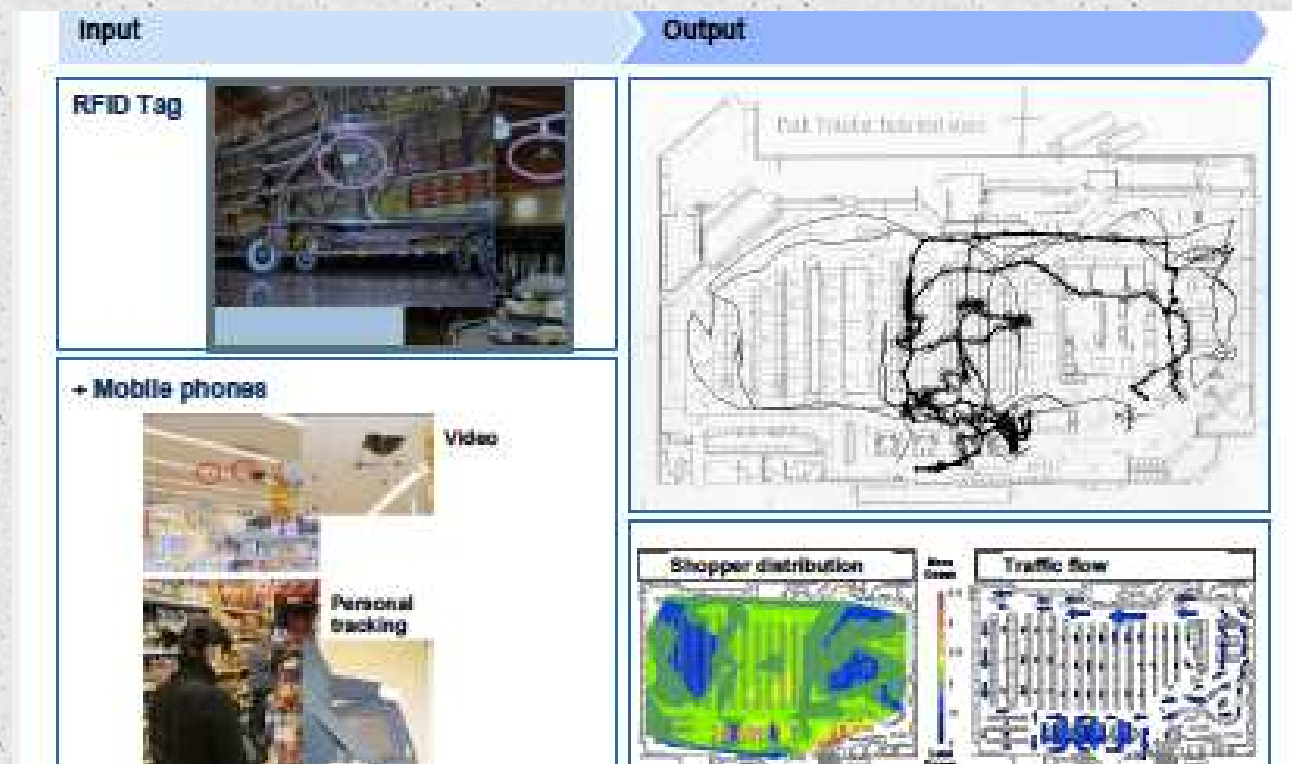 Input
Output
RFID Tag
+ Mobile phones
Video
Personal
tracking
Shopper distribution
Traffic flow